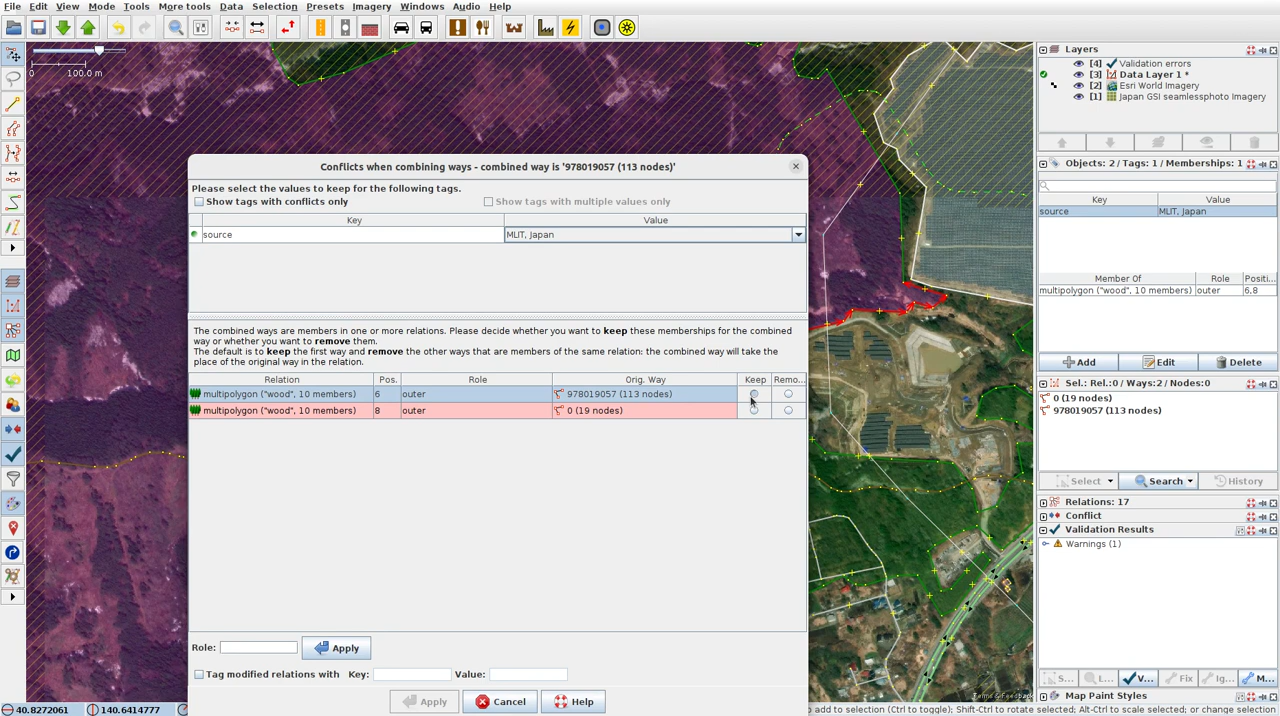 File Edit View Mode Tools More tools Data Selection Presets Imagery Windows Audio Help
0 100.0 m
Layers
[4] Validation errors
[3] Data Layer 1 *
[2] Esri World Imagery
[1] Japan GSI seamlessphoto Imagery
Conflicts when combining ways - combined way is '978019057 (113 nodes)'
Please select the values to keep for the following tags.
Show tags with conflicts only Show tags with multiple values only
Key Value
source MLIT, Japan
The combined ways are members in one or more relations. Please decide whether you want to keep these memberships for the combined
way or whether you want to remove them.
The default is to keep the first way and remove the other ways that are members of the same relation: the combined way will take the
place of the original way in the relation.
Relation Pos. Role Orig. Way Keep Remo...
multipolygon ("wood", 10 members) 6 outer 978019057 (113 nodes)
multipolygon ("wood", 10 members) 8 outer 0 (19 nodes)
Role: Apply
Tag modified relations with Key: Value:
Apply Cancel Help
Objects: 2 / Tags: 1 / Memberships: 1
Key Value
source MLIT, Japan
Member Of Role Positi...
multipolygon ("wood", 10 members) outer 6,8
Add Edit Delete
Sel.: Rel.:0 / Ways:2 / Nodes:0
0 (19 nodes)
978019057 (113 nodes)
Select Search History
Relations: 17
Conflict
Validation Results
Warnings (1)
S... L... V... Fix Ig... M...
Map Paint Styles
Terms & Feedback
40.8272061 140.6414777
add to selection (Ctrl to toggle); Shift-Ctrl to rotate selected; Alt-Ctrl to scale selected; or change selection